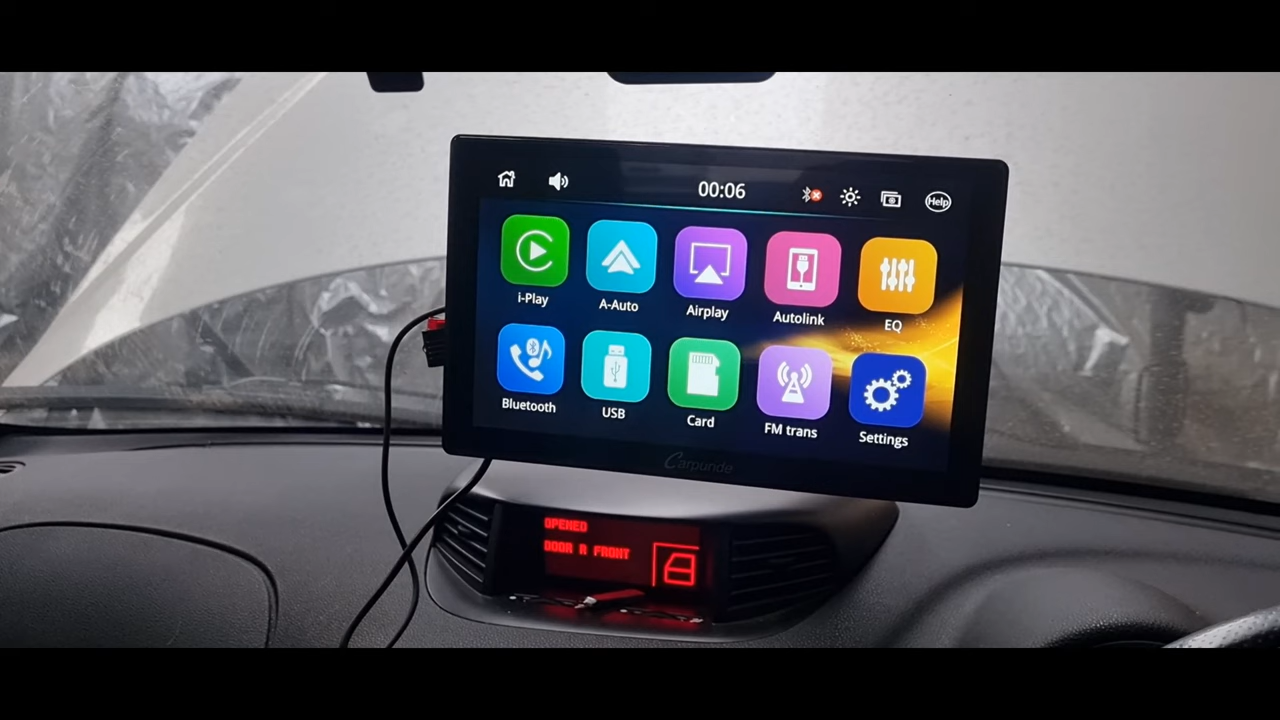 00:06
Help
i-Play
A-Auto
Airplay
Autolink
EQ
Bluetooth
USB
Card
FM trans
Settings
Carpunde
OPENED
DOOR R FRONT